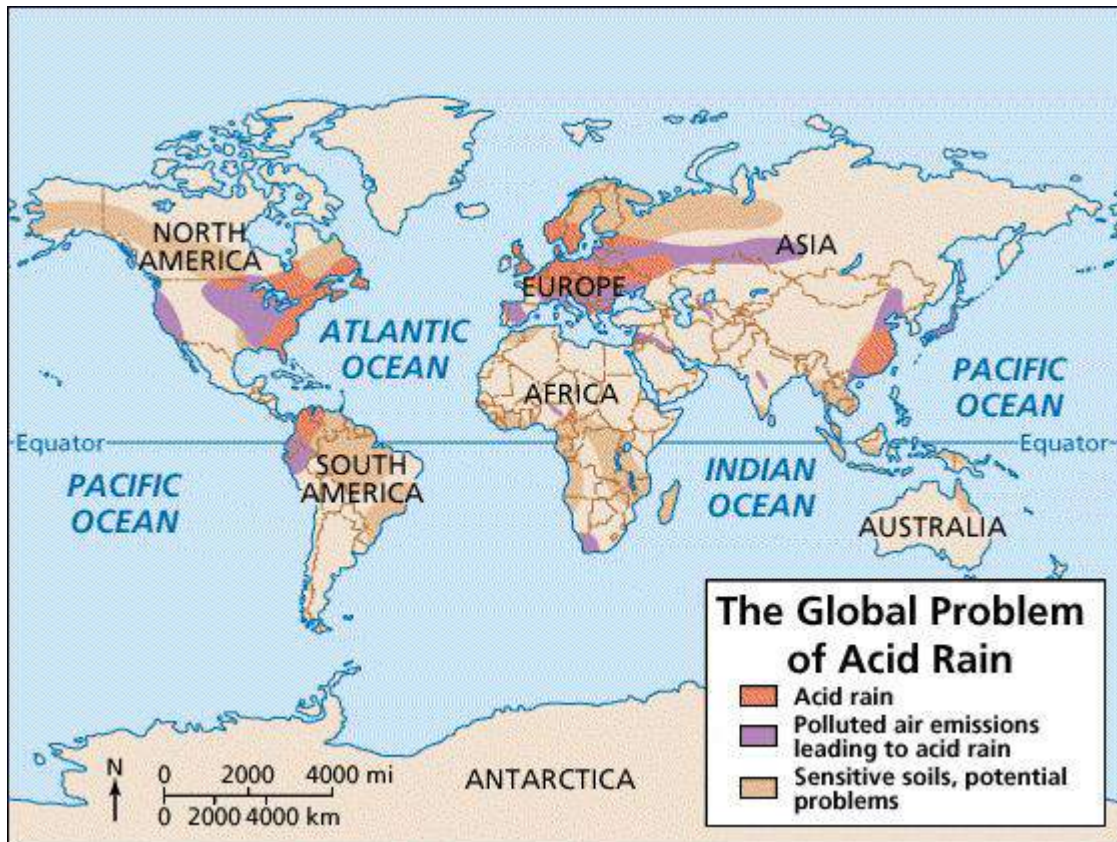 NORTH
AMERICA
ASIA
EUROPE
ATLANTIC
OCEAN
AFRICA
PACIFIC
OCEAN
Equator
Equator
PACIFIC
OCEAN
SOUTH
AMERICA
INDIAN
OCEAN
AUSTRALIA
The Global Problem
of Acid Rain
Acid rain
Polluted air emissions
leading to acid rain
Sensitive soils, potential
problems
N
0 2000 4000 mi
0 2000 4000 km
ANTARCTICA